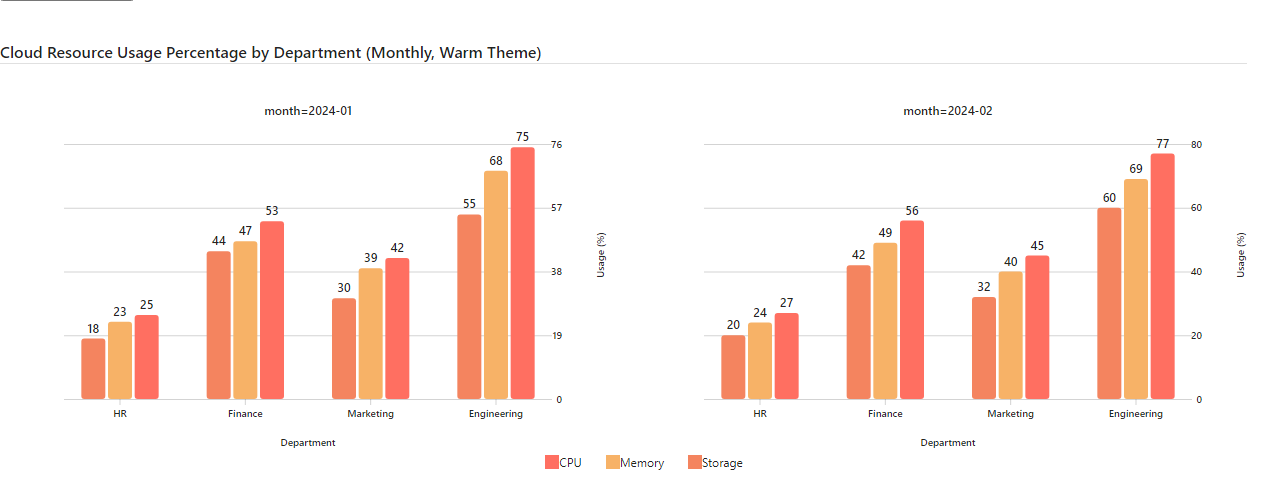 Cloud Resource Usage Percentage by Department (Monthly, Warm Theme)
month=2024-01
76
57
38
19
0
Usage (%)
18
23
25
44
47
53
30
39
42
55
68
75
HR
Finance
Marketing
Engineering
Department
month=2024-02
80
60
40
20
0
Usage (%)
20
24
27
42
49
56
32
40
45
60
69
77
HR
Finance
Marketing
Engineering
Department
CPU
Memory
Storage